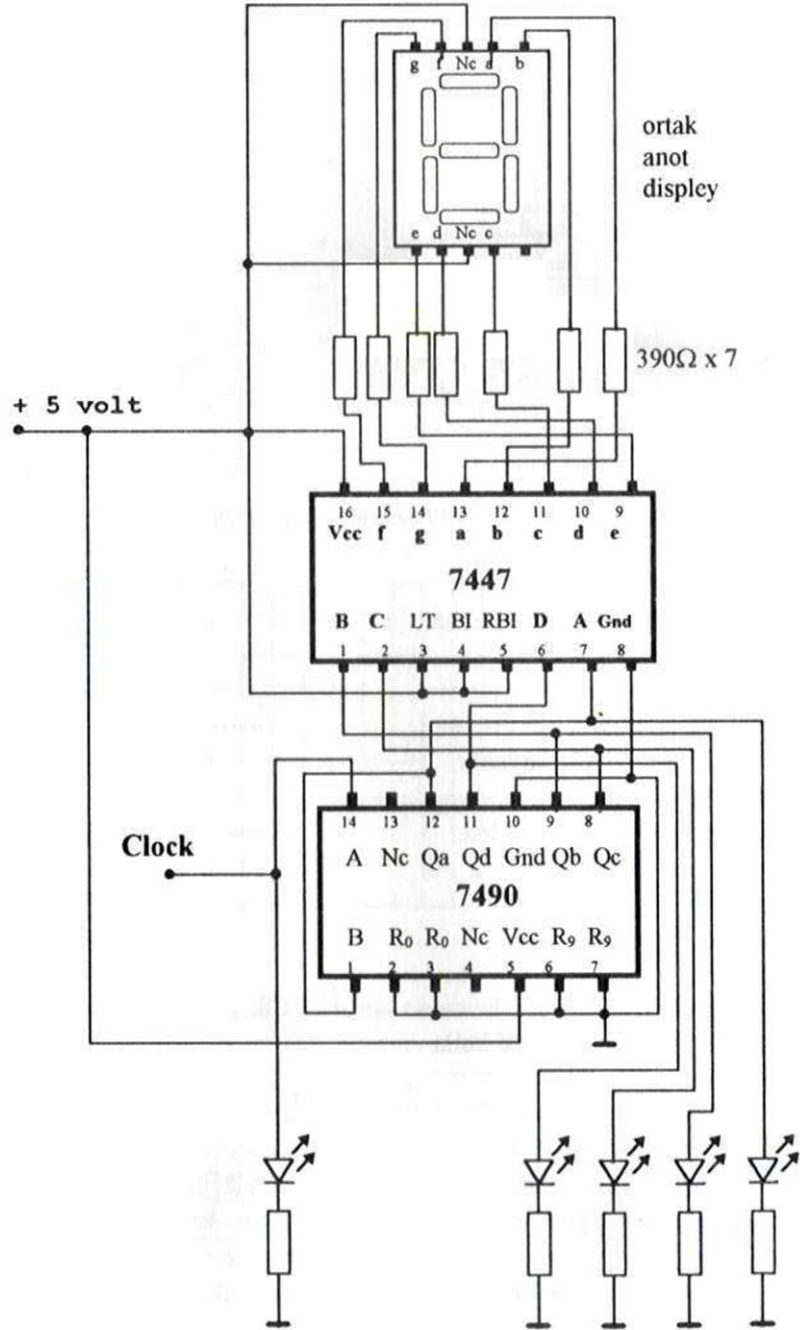 g f Nc a b
ortak
anot
displey
e d Nc c
390Ω x 7
+ 5 volt
16 15 14 13 12 11 10 9
Vcc f g a b c d e
7447
B C LT BI RBI D A Gnd
1 2 3 4 5 6 7 8
14 13 12 11 10 9 8
Clock
A Nc Qa Qd Gnd Qb Qc
7490
B R₀ R₀ Nc Vcc R₉ R₉
1 2 3 4 5 6 7